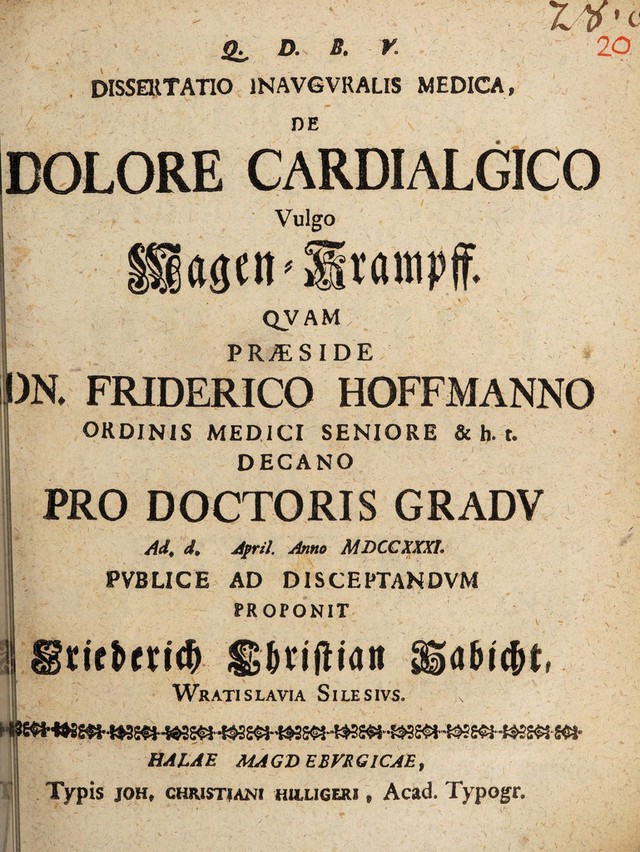 20
Q. D. B. V.
DISSERTATIO INAVGVRALIS MEDICA,
DE
DOLORE CARDIALGICO
Vulgo
Magen-Krampff.
QVAM
PRÆSIDE
DN. FRIDERICO HOFFMANNO
ORDINIS MEDICI SENIORE & h. t.
DECANO
PRO DOCTORIS GRADV
Ad. d. April. Anno MDCCXXXI.
PVBLICE AD DISCEPTANDVM
PROPONIT
Friederich Christian Habicht,
WRATISLAVIA SILESIVS.
HALAE MAGDEBVRGICAE,
Typis JOH. CHRISTIANI HILLIGERI, Acad. Typogr.